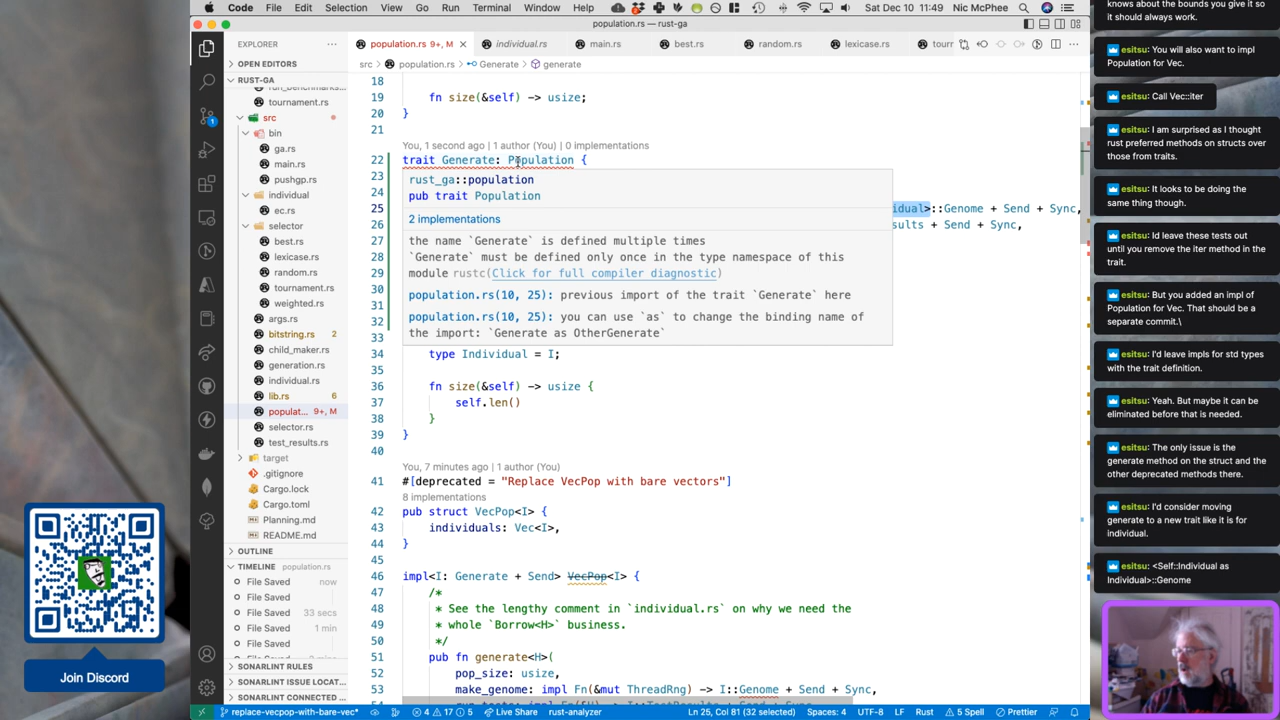 Code File Edit Selection View Go Run Terminal Window Help
Sat Dec 10 11:49 Nic McPhee
population.rs — rust-ga
EXPLORER
OPEN EDITORS
RUST-GA
run_benchmarks...
tournament.rs
src
bin
ga.rs
main.rs
pushgp.rs
individual
ec.rs
selector
best.rs
lexicase.rs
random.rs
tournament.rs
weighted.rs
args.rs
bitstring.rs 2
child_maker.rs
generation.rs
individual.rs
lib.rs 6
populat... 9+, M
selector.rs
test_results.rs
target
.gitignore
Cargo.lock
Cargo.toml
Planning.md
README.md
OUTLINE
TIMELINE population.rs
File Saved now
File Saved
File Saved 33 secs
File Saved 1 min
File Saved
SONARLINT RULES
SONARLINT ISSUE LOCAT...
SONARLINT CONNECTED ...
population.rs 9+, M individual.rs main.rs best.rs random.rs lexicase.rs tourr
src > population.rs > Generate > generate
18
19 fn size(&self) -> usize;
20 }
21
You, 1 second ago | 1 author (You) | 0 implementations
22 trait Generate: Population {
23
24
25 idual>::Genome + Send + Sync,
26 sults + Send + Sync,
27
28
29
30
31
32
33
rust_ga::population
pub trait Population
2 implementations
the name `Generate` is defined multiple times
`Generate` must be defined only once in the type namespace of this
module rustc(Click for full compiler diagnostic)
population.rs(10, 25): previous import of the trait `Generate` here
population.rs(10, 25): you can use `as` to change the binding name of
the import: `Generate as OtherGenerate`
34 type Individual = I;
35
36 fn size(&self) -> usize {
37 self.len()
38 }
39 }
40
You, 7 minutes ago | 1 author (You)
41 #[deprecated = "Replace VecPop with bare vectors"]
8 implementations
42 pub struct VecPop<I> {
43 individuals: Vec<I>,
44 }
45
46 impl<I: Generate + Send> VecPop<I> {
47 /*
48 * See the lengthy comment in `individual.rs` on why we need the
49 * whole `Borrow<H>` business.
50 */
51 pub fn generate<H>(
52 pop_size: usize,
53 make_genome: impl Fn(&mut ThreadRng) -> I::Genome + Send + Sync,
replace-vecpop-with-bare-vec* 4 17 5 Live Share rust-analyzer
Ln 25, Col 81 (32 selected) Spaces: 4 UTF-8 LF Rust 5 Spell Prettier
knows about the bounds you give it so
it should always work.
esitsu: You will also want to impl
Population for Vec.
esitsu: Call Vec::iter
esitsu: I am surprised as I thought
rust preferred methods on structs over
those from traits.
esitsu: It looks to be doing the
same thing though.
esitsu: Id leave these tests out
until you remove the iter method in the
trait.
esitsu: But you added an impl of
Population for Vec. That should be a
separate commit.\
esitsu: I'd leave impls for std types
with the trait definition.
esitsu: Yeah. But maybe it can be
eliminated before that is needed.
esitsu: The only issue is the
generate method on the struct and the
other deprecated methods there.
esitsu: I'd consider moving
generate to a new trait like it is for
individual.
esitsu: <Self::Individual as
Individual>::Genome
Join Discord